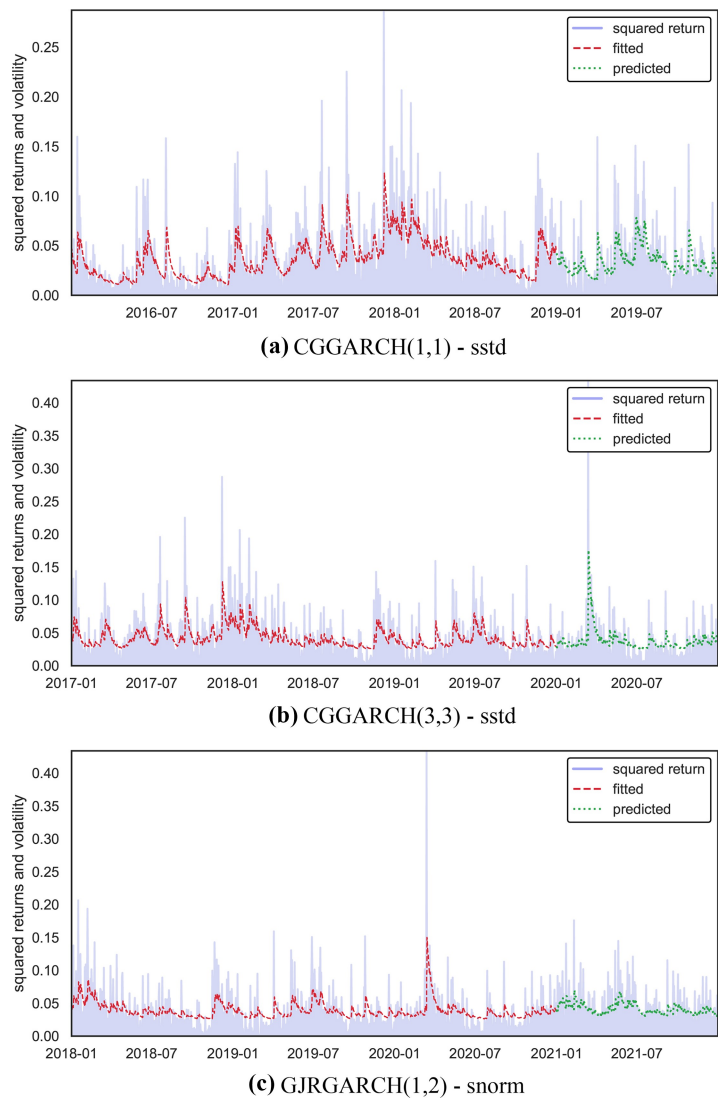 squared returns and volatility
0.25
0.20
0.15
0.10
0.05
0.00
squared return
fitted
predicted
2016-07 2017-01 2017-07 2018-01 2018-07 2019-01 2019-07
(a) CGGARCH(1,1) - sstd
squared returns and volatility
0.40
0.35
0.30
0.25
0.20
0.15
0.10
0.05
0.00
squared return
fitted
predicted
2017-01 2017-07 2018-01 2018-07 2019-01 2019-07 2020-01 2020-07
(b) CGGARCH(3,3) - sstd
squared returns and volatility
0.40
0.35
0.30
0.25
0.20
0.15
0.10
0.05
0.00
squared return
fitted
predicted
2018-01 2018-07 2019-01 2019-07 2020-01 2020-07 2021-01 2021-07
(c) GJRGARCH(1,2) - snorm